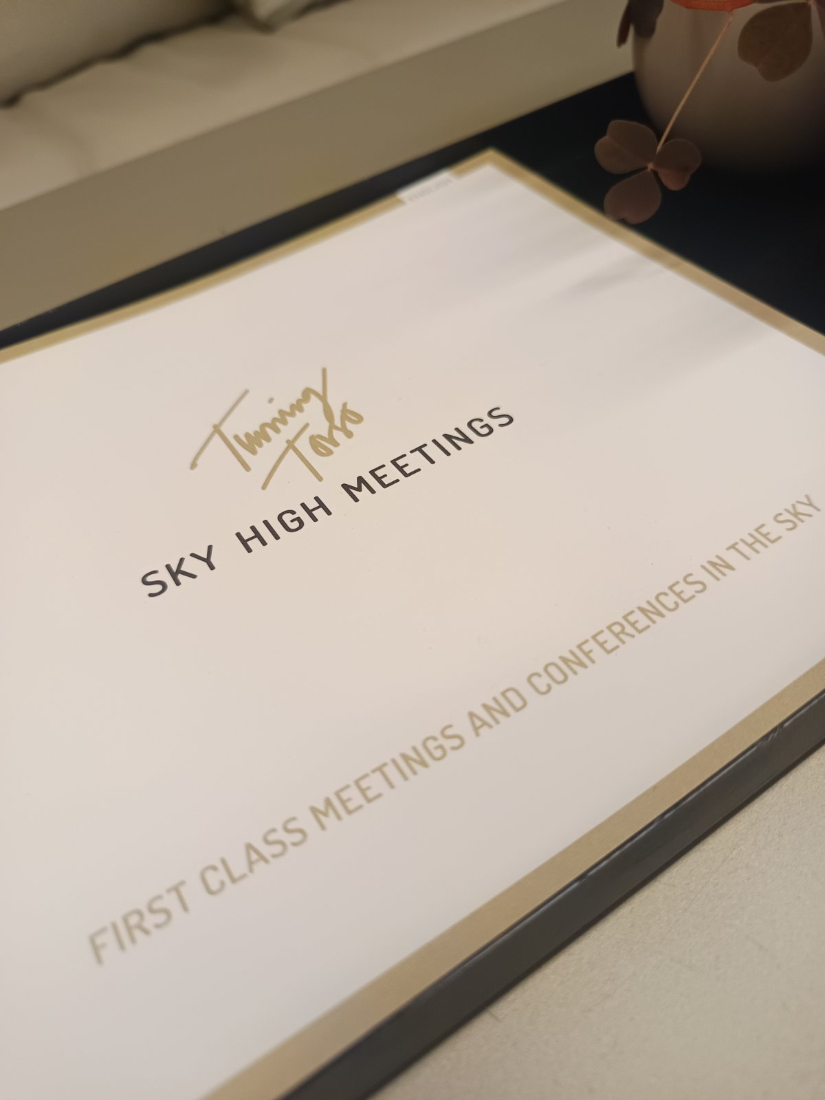 Turning
Torso
SKY HIGH MEETINGS
FIRST CLASS MEETINGS AND CONFERENCES IN THE SKY